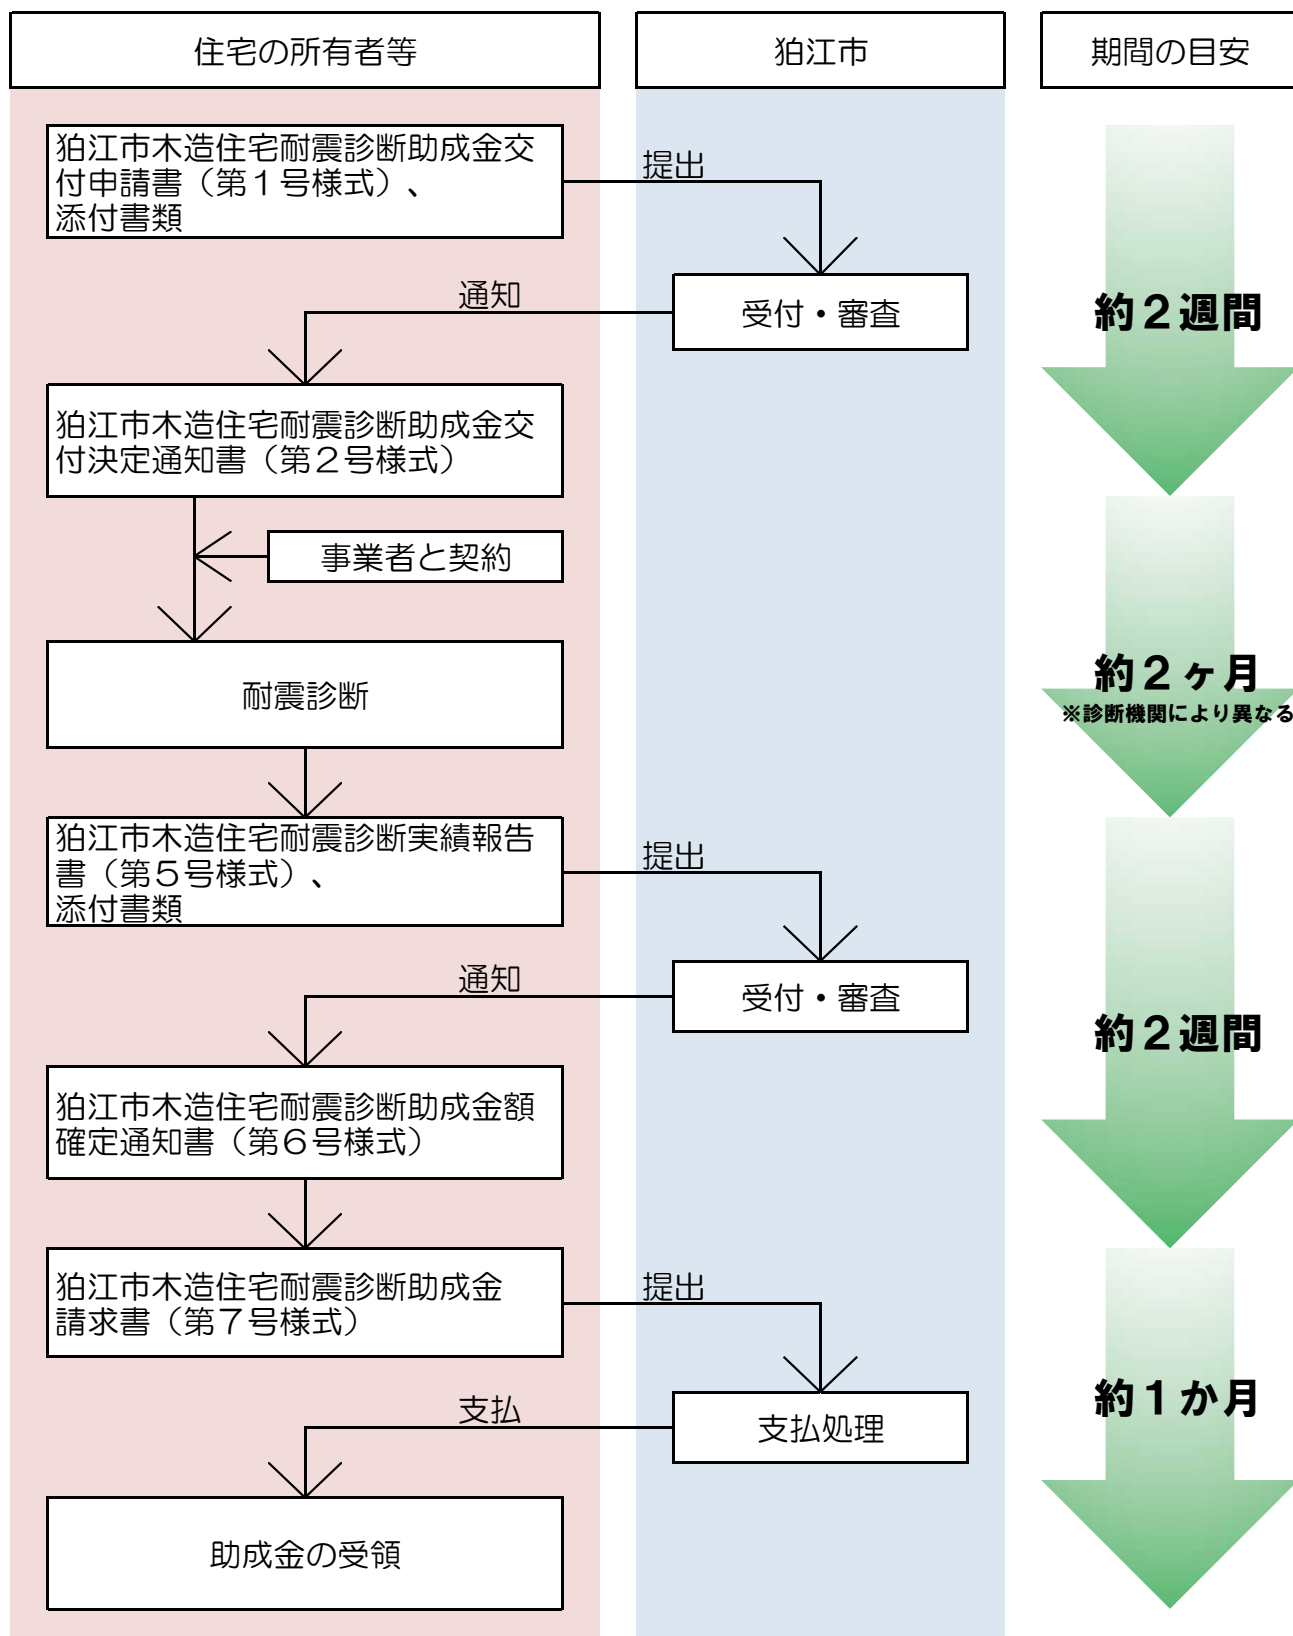 住宅の所有者等
狛江市
期間の目安
狛江市木造住宅耐震診断助成金交
付申請書（第１号様式）、
添付書類
提出
受付・審査
通知
約２週間
狛江市木造住宅耐震診断助成金交
付決定通知書（第２号様式）
事業者と契約
耐震診断
約２ヶ月
※診断機関により異なる
狛江市木造住宅耐震診断実績報告
書（第５号様式）、
添付書類
提出
受付・審査
通知
約２週間
狛江市木造住宅耐震診断助成金額
確定通知書（第６号様式）
狛江市木造住宅耐震診断助成金
請求書（第７号様式）
提出
支払処理
支払
約１か月
助成金の受領